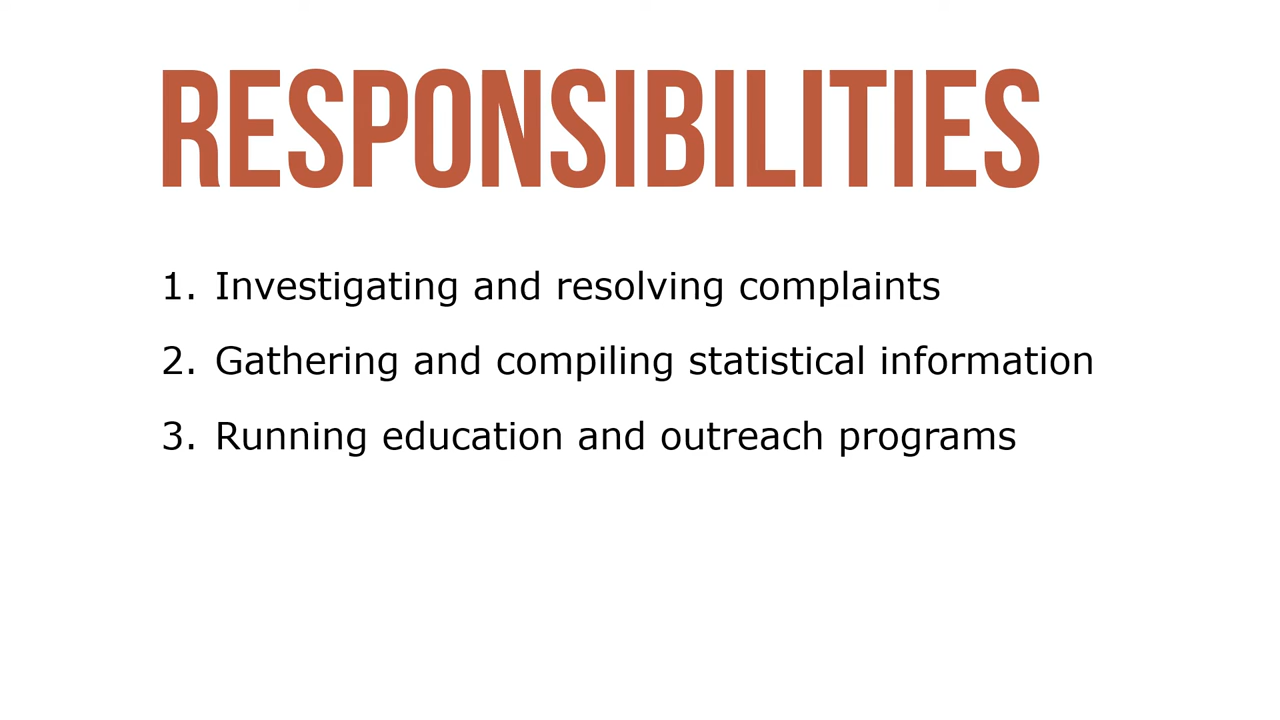 RESPONSIBILITIES
1. Investigating and resolving complaints
2. Gathering and compiling statistical information
3. Running education and outreach programs